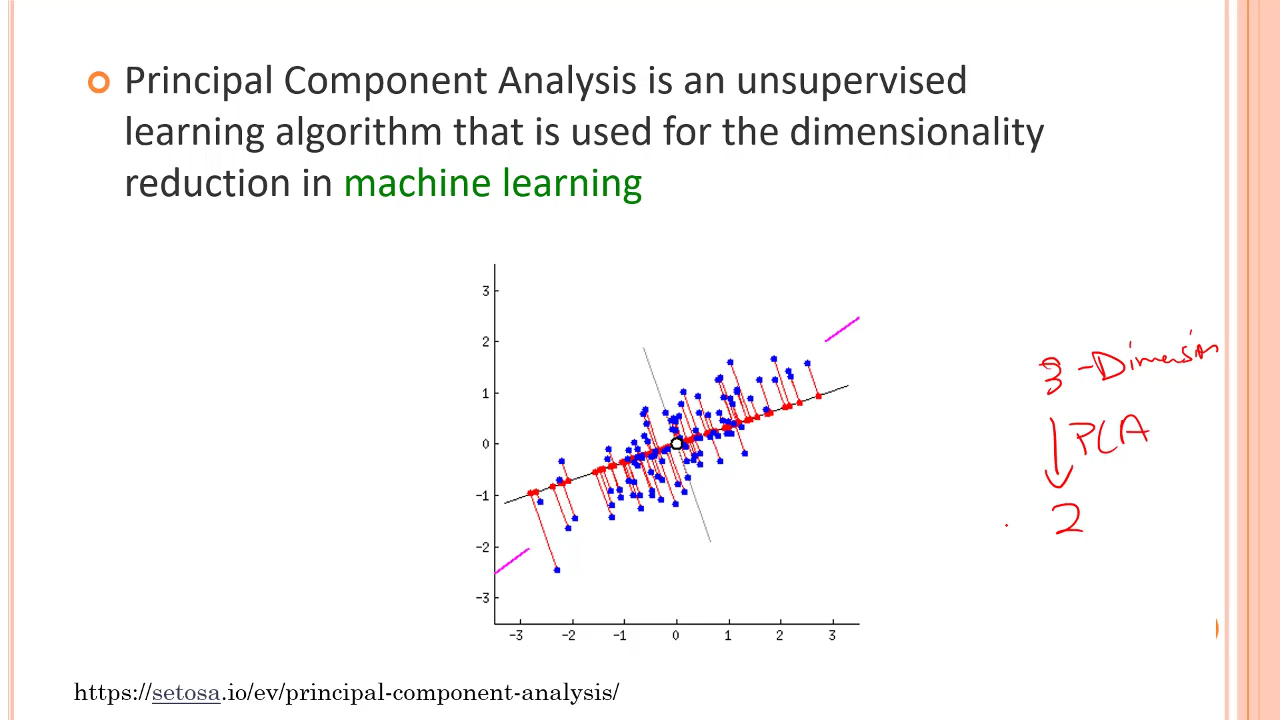 Principal Component Analysis is an unsupervised
learning algorithm that is used for the dimensionality
reduction in machine learning
3
2
1
0
-1
-2
-3
-3 -2 -1 0 1 2 3
3-Dimension
PCA
2
https://setosa.io/ev/principal-component-analysis/